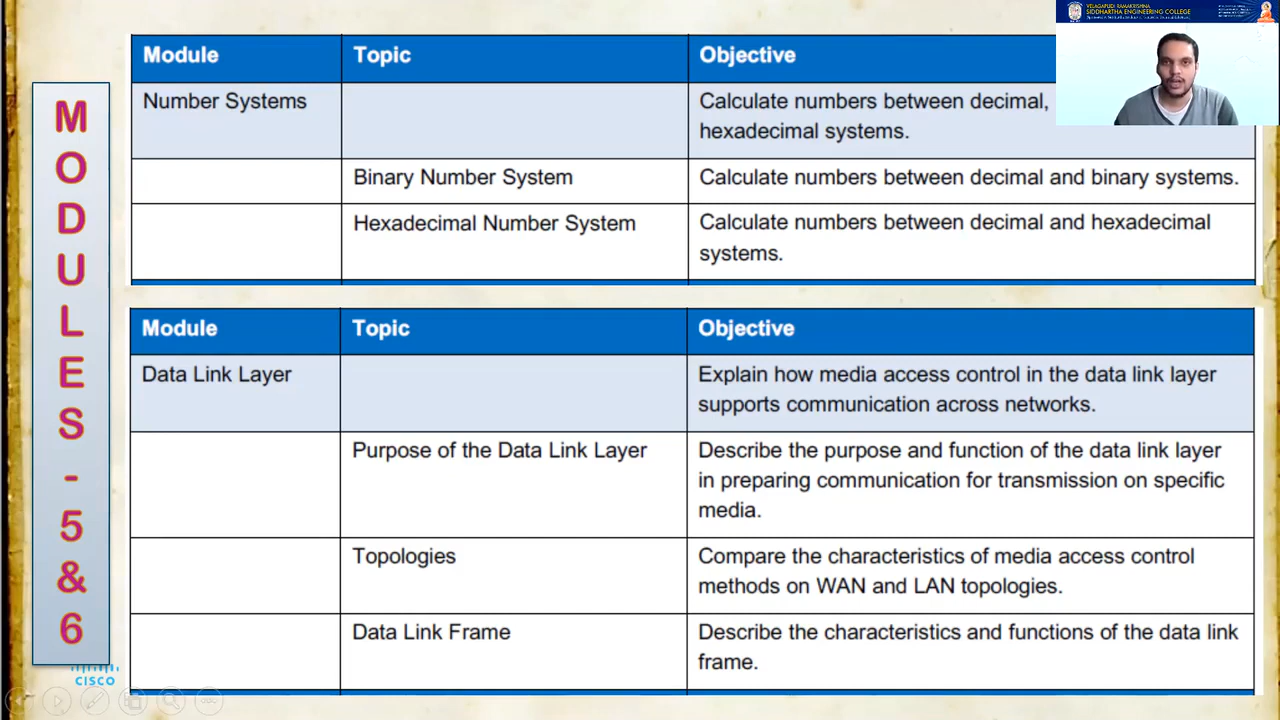 VELAGAPUDI RAMAKRISHNA
SIDDHARTHA ENGINEERING COLLEGE
MODULES - 5 & 6
Module Topic Objective
Number Systems Calculate numbers between decimal,
hexadecimal systems.
Binary Number System Calculate numbers between decimal and binary systems.
Hexadecimal Number System Calculate numbers between decimal and hexadecimal
systems.
Module Topic Objective
Data Link Layer Explain how media access control in the data link layer
supports communication across networks.
Purpose of the Data Link Layer Describe the purpose and function of the data link layer
in preparing communication for transmission on specific
media.
Topologies Compare the characteristics of media access control
methods on WAN and LAN topologies.
Data Link Frame Describe the characteristics and functions of the data link
frame.
CISCO